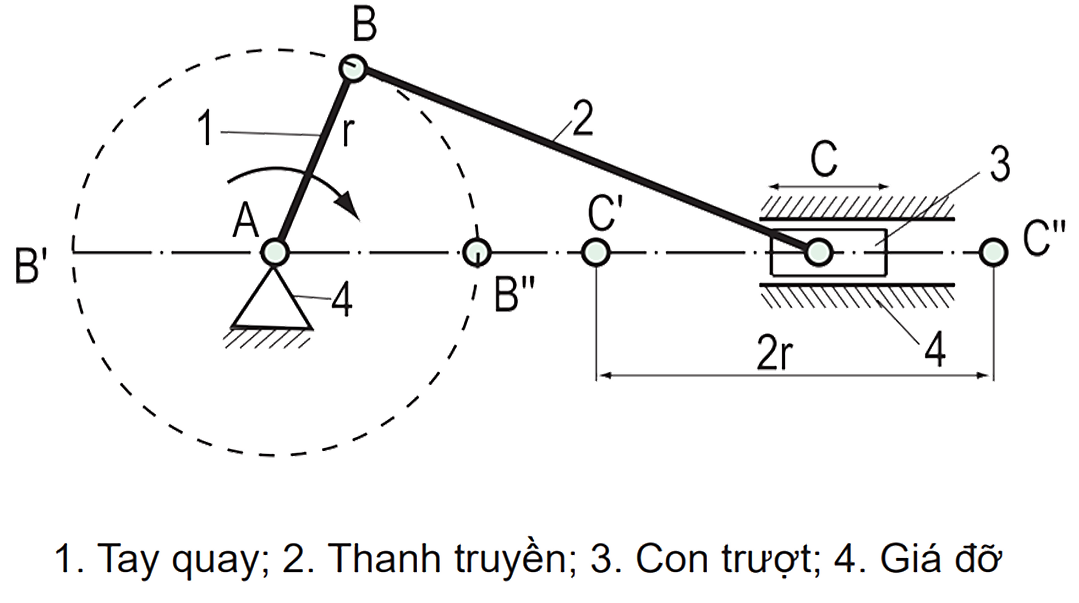 B
1
r
2
C
3
A
C'
C"
B'
B"
4
4
2r
1. Tay quay; 2. Thanh truyền; 3. Con trượt; 4. Giá đỡ